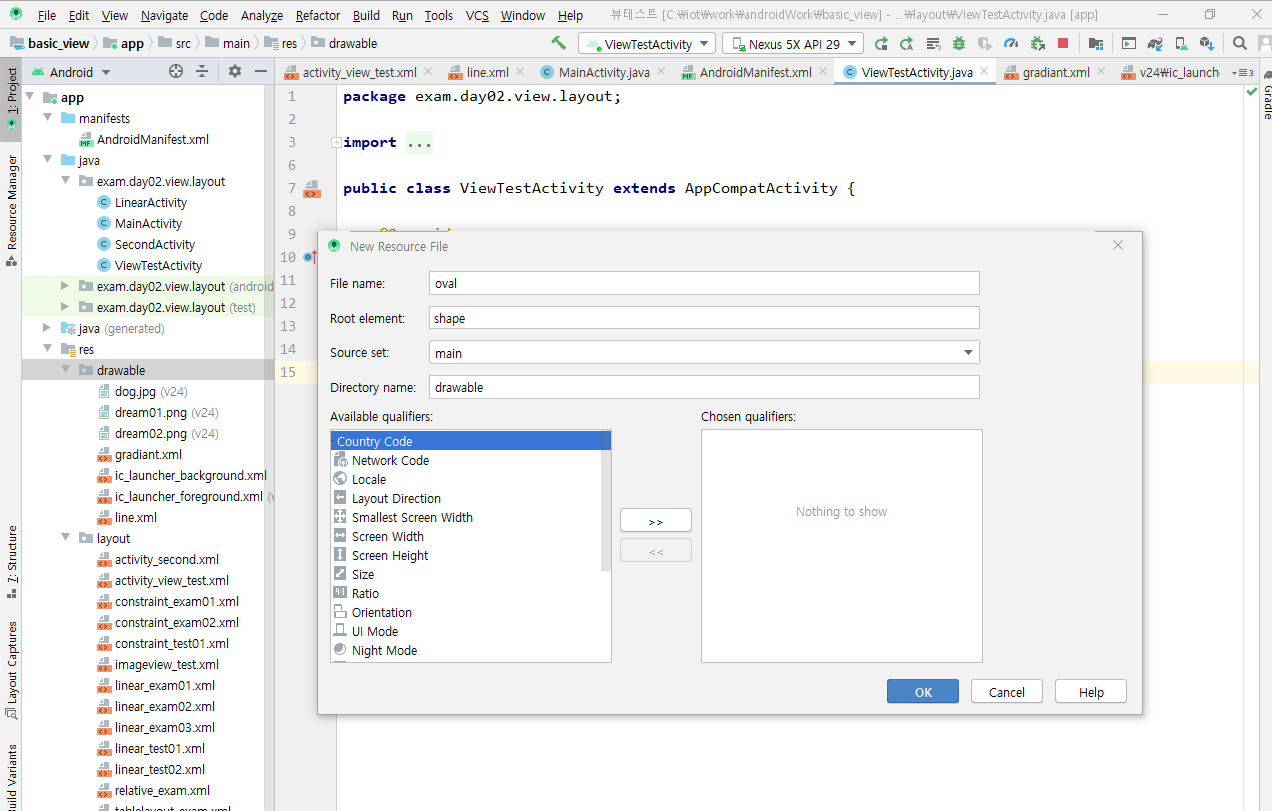 File Edit View Navigate Code Analyze Refactor Build Run Tools VCS Window Help 뷰테스트 [C:₩iot₩work₩androidWork₩basic_view] - ...₩layout₩ViewTestActivity.java [app]
basic_view app src main res drawable ViewTestActivity Nexus 5X API 29
Android activity_view_test.xml line.xml MainActivity.java AndroidManifest.xml ViewTestActivity.java gradiant.xml v24₩ic_launch
1: Project
Resource Manager
7: Structure
Layout Captures
Build Variants
Gradle
app
manifests
AndroidManifest.xml
java
exam.day02.view.layout
LinearActivity
MainActivity
SecondActivity
ViewTestActivity
exam.day02.view.layout (android
exam.day02.view.layout (test)
java (generated)
res
drawable
dog.jpg (v24)
dream01.png (v24)
dream02.png (v24)
gradiant.xml
ic_launcher_background.xml
ic_launcher_foreground.xml
line.xml
layout
activity_second.xml
activity_view_test.xml
constraint_exam01.xml
constraint_exam02.xml
constraint_test01.xml
imageview_test.xml
linear_exam01.xml
linear_exam02.xml
linear_exam03.xml
linear_test01.xml
linear_test02.xml
relative_exam.xml
tablelayout_exam.xml
1 package exam.day02.view.layout;
2
3 import ...
6
7 public class ViewTestActivity extends AppCompatActivity {
8
9
10
11
12
13
14
15
New Resource File
File name: oval
Root element: shape
Source set: main
Directory name: drawable
Available qualifiers: Chosen qualifiers:
Country Code
Network Code
Locale
Layout Direction
Smallest Screen Width
Screen Width
Screen Height
Size
Ratio
Orientation
UI Mode
Night Mode
>>
<<
Nothing to show
OK Cancel Help